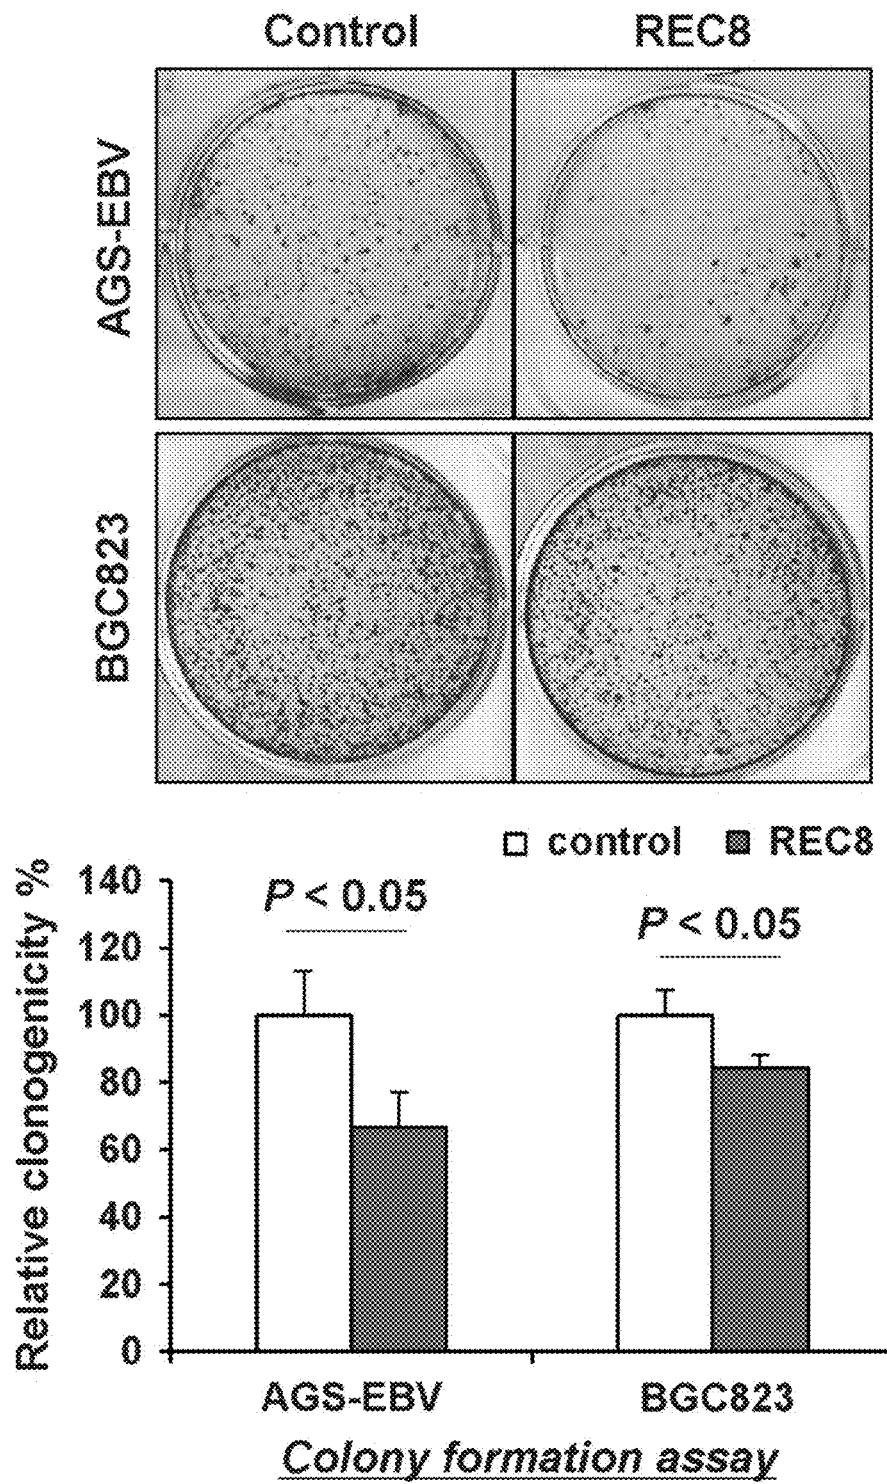 Control REC8
AGS-EBV
BGC823
control REC8
Relative clonogenicity %
140
120
100
80
60
40
20
0
P < 0.05
P < 0.05
AGS-EBV BGC823
Colony formation assay